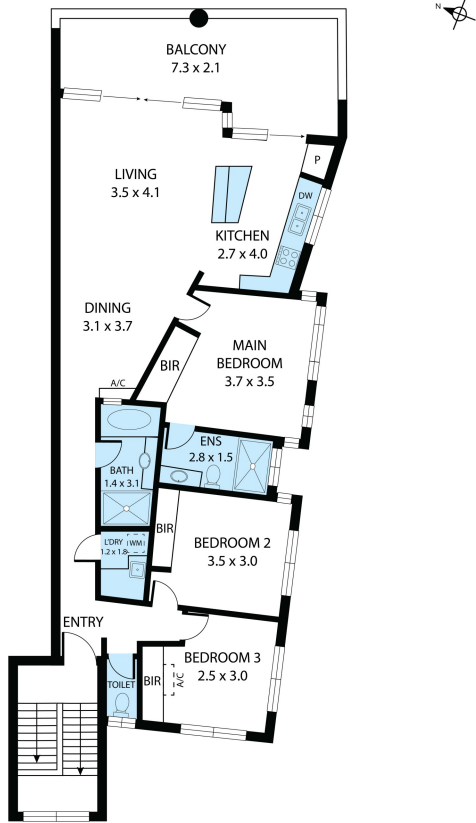 N
BALCONY
7.3 x 2.1
P
LIVING
3.5 x 4.1
DW
KITCHEN
2.7 x 4.0
DINING
3.1 x 3.7
MAIN
BEDROOM
3.7 x 3.5
BIR
A/C
ENS
2.8 x 1.5
BATH
1.4 x 3.1
BIR
L'DRY
1.2 x 1.8
WM
BEDROOM 2
3.5 x 3.0
ENTRY
BEDROOM 3
2.5 x 3.0
TOILET
BIR
A/C